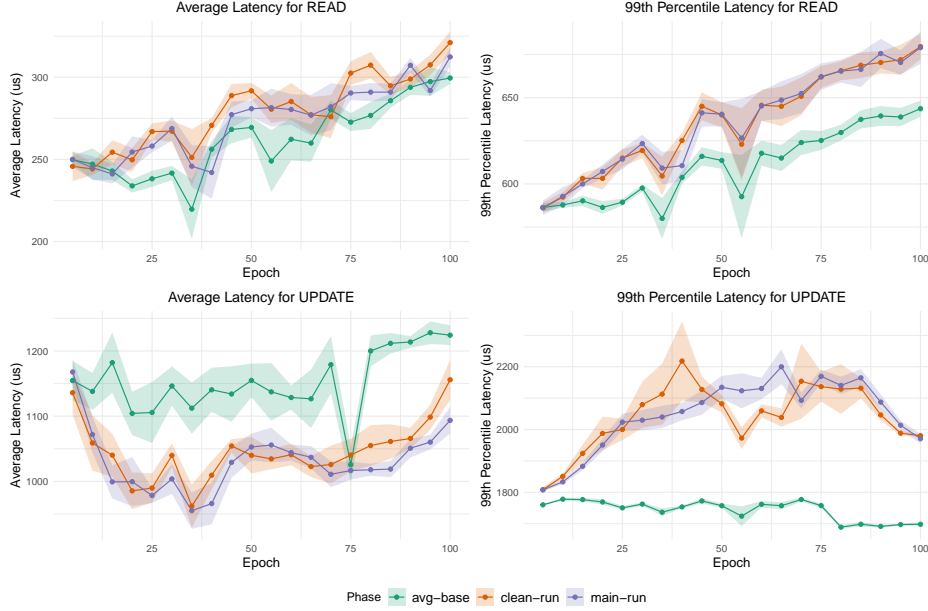 Average Latency for READ
99th Percentile Latency for READ
Average Latency (us)
300
250
200
25
50
75
100
Epoch
99th Percentile Latency (us)
650
600
25
50
75
100
Epoch
Average Latency for UPDATE
99th Percentile Latency for UPDATE
Average Latency (us)
1200
1100
1000
25
50
75
100
Epoch
99th Percentile Latency (us)
2200
2000
1800
25
50
75
100
Epoch
Phase avg−base clean−run main−run